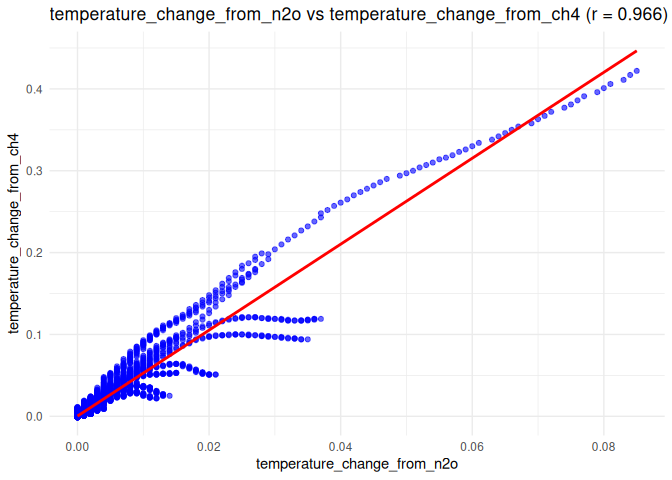 temperature_change_from_n2o vs temperature_change_from_ch4 (r = 0.966)
temperature_change_from_ch4
0.4
0.3
0.2
0.1
0.0
0.00 0.02 0.04 0.06 0.08
temperature_change_from_n2o